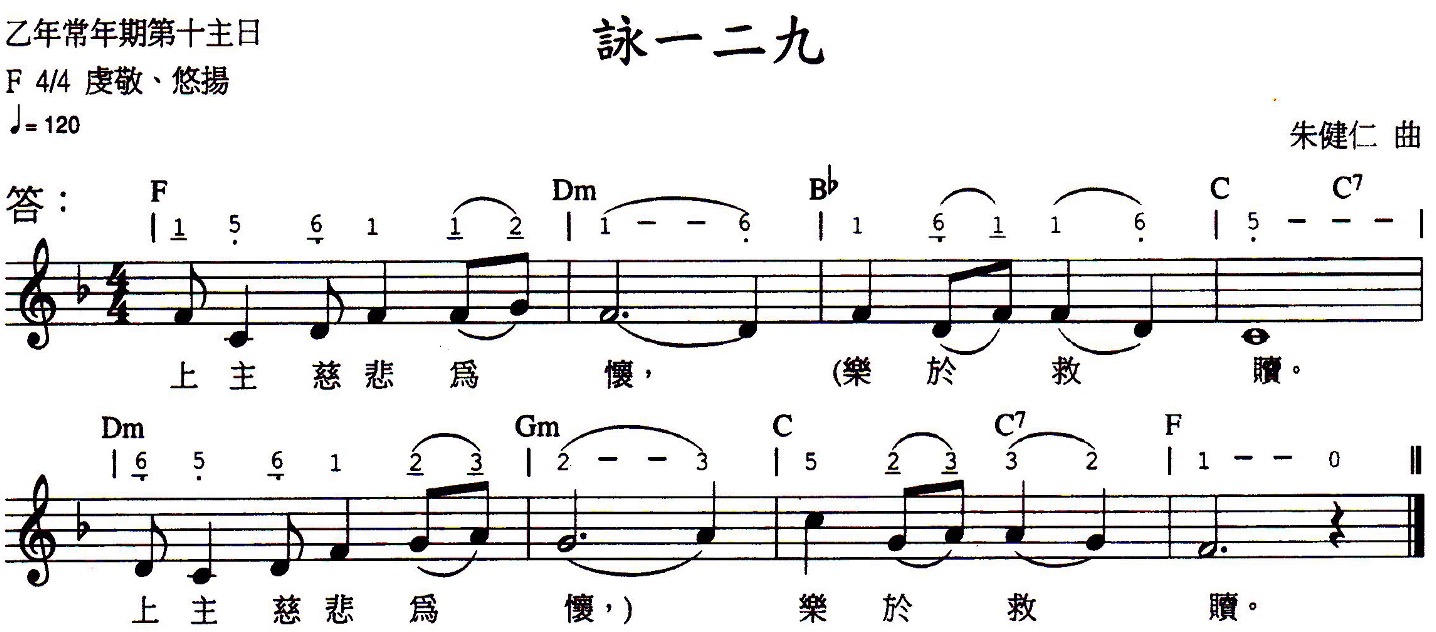 乙年常年期第十主日
詠一二九
F 4/4 虔敬、悠揚
♩= 120
朱健仁 曲
答：
F Dm B♭ C C7
| 1 5 6 1 1 2 | 1 – – 6 | 1 6 1 1 6 | 5 – – – |
4/4
上 主 慈 悲 爲 懷， (樂 於 救 贖。
Dm Gm C C7 F
| 6 5 6 1 2 3 | 2 – – 3 | 5 2 3 3 2 | 1 – – 0 ‖
上 主 慈 悲 爲 懷，) 樂 於 救 贖。